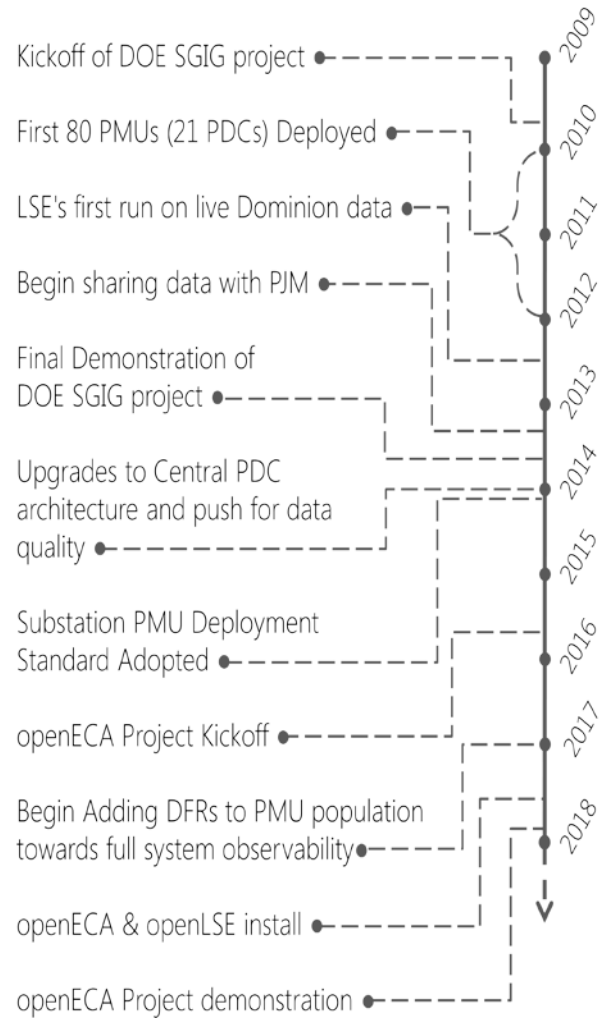 Kickoff of DOE SGIG project
First 80 PMUs (21 PDCs) Deployed
LSE's first run on live Dominion data
Begin sharing data with PJM
Final Demonstration of
DOE SGIG project
Upgrades to Central PDC
architecture and push for data
quality
Substation PMU Deployment
Standard Adopted
openECA Project Kickoff
Begin Adding DFRs to PMU population
towards full system observability
openECA & openLSE install
openECA Project demonstration
2009
2010
2011
2012
2013
2014
2015
2016
2017
2018